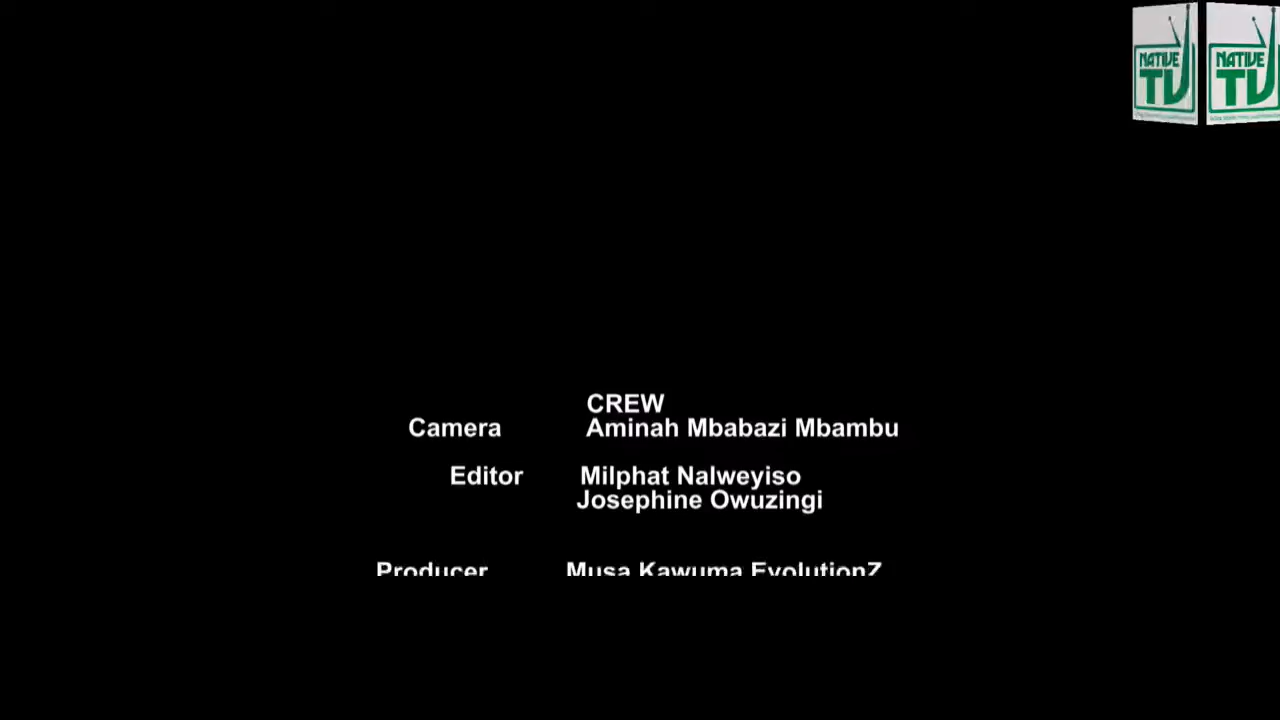 NATIVE
TV
NATIVE
TV
CREW
Camera Aminah Mbabazi Mbambu
Editor Milphat Nalweyiso
Josephine Owuzingi
Producer Musa Kawuma EvolutionZ